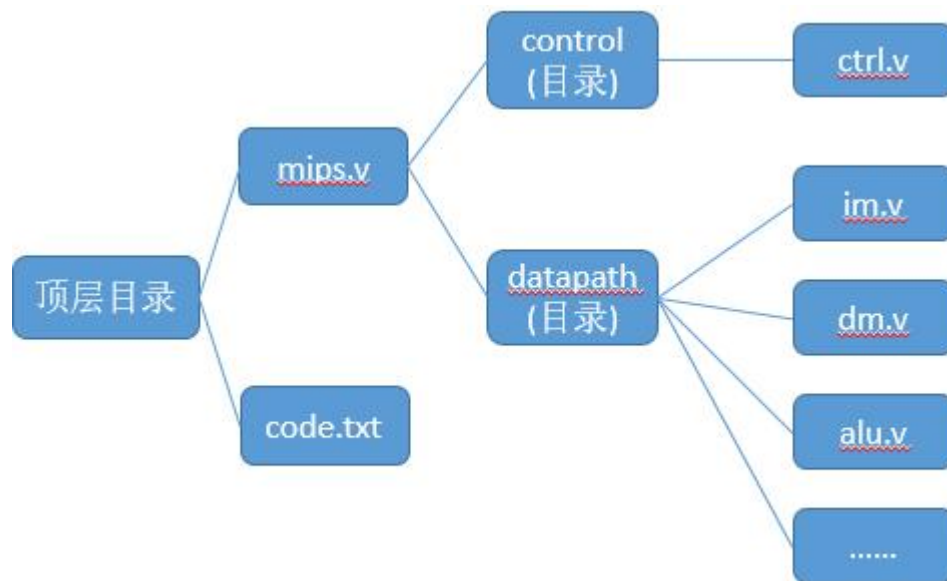 顶层目录
mips.v
code.txt
control
(目录)
datapath
(目录)
ctrl.v
im.v
dm.v
alu.v
......